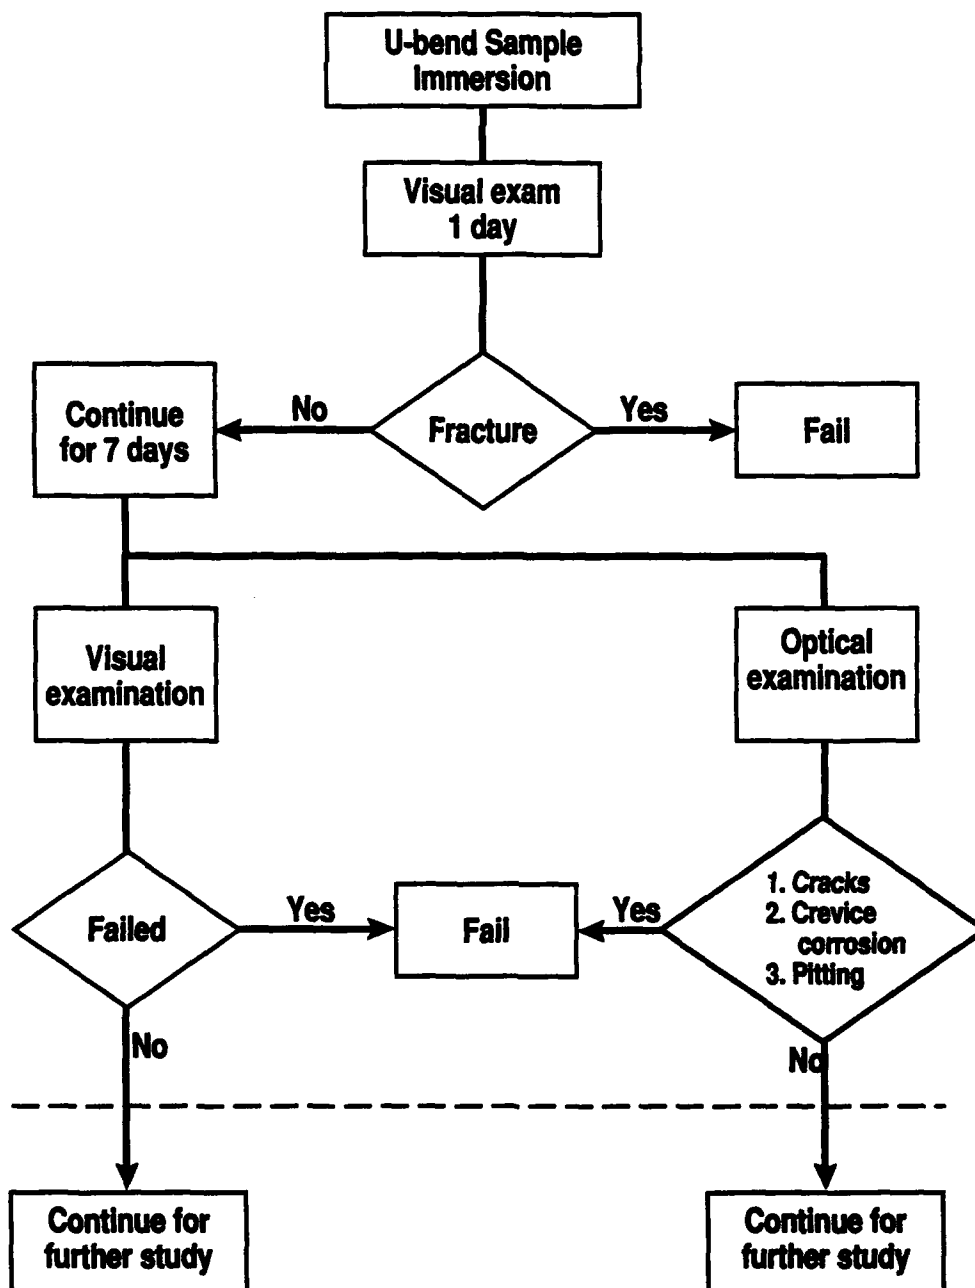 U-bend Sample
Immersion
Visual exam
1 day
No
Yes
Continue
for 7 days
Fracture
Fail
Visual
examination
Optical
examination
Failed
Yes
Fail
Yes
1. Cracks
2. Crevice
corrosion
3. Pitting
No
No
Continue for
further study
Continue for
further study